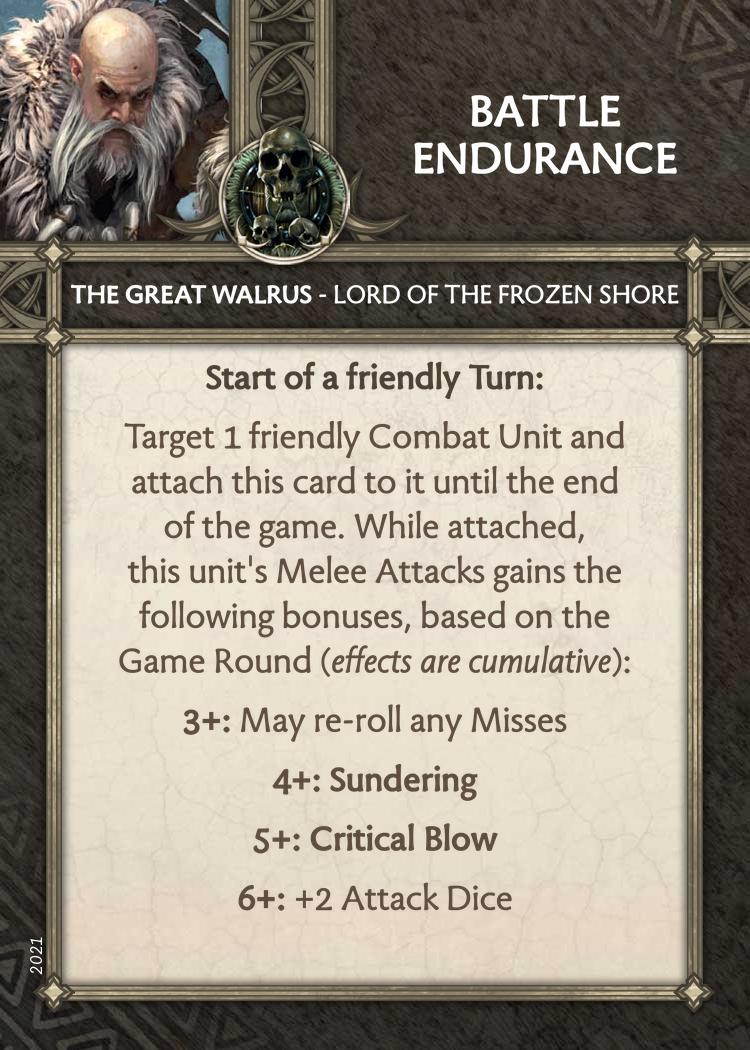 BATTLE
ENDURANCE
THE GREAT WALRUS - LORD OF THE FROZEN SHORE
Start of a friendly Turn:
Target 1 friendly Combat Unit and
attach this card to it until the end
of the game. While attached,
this unit's Melee Attacks gains the
following bonuses, based on the
Game Round (effects are cumulative):
3+: May re-roll any Misses
4+: Sundering
5+: Critical Blow
6+: +2 Attack Dice
2021